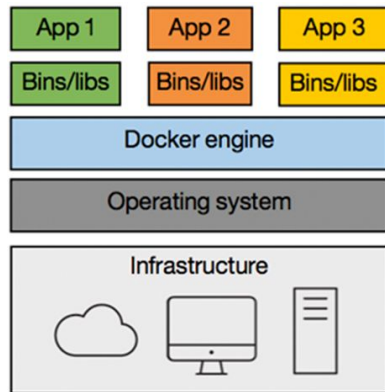 App 1 App 2 App 3
Bins/libs Bins/libs Bins/libs
Docker engine
Operating system
Infrastructure